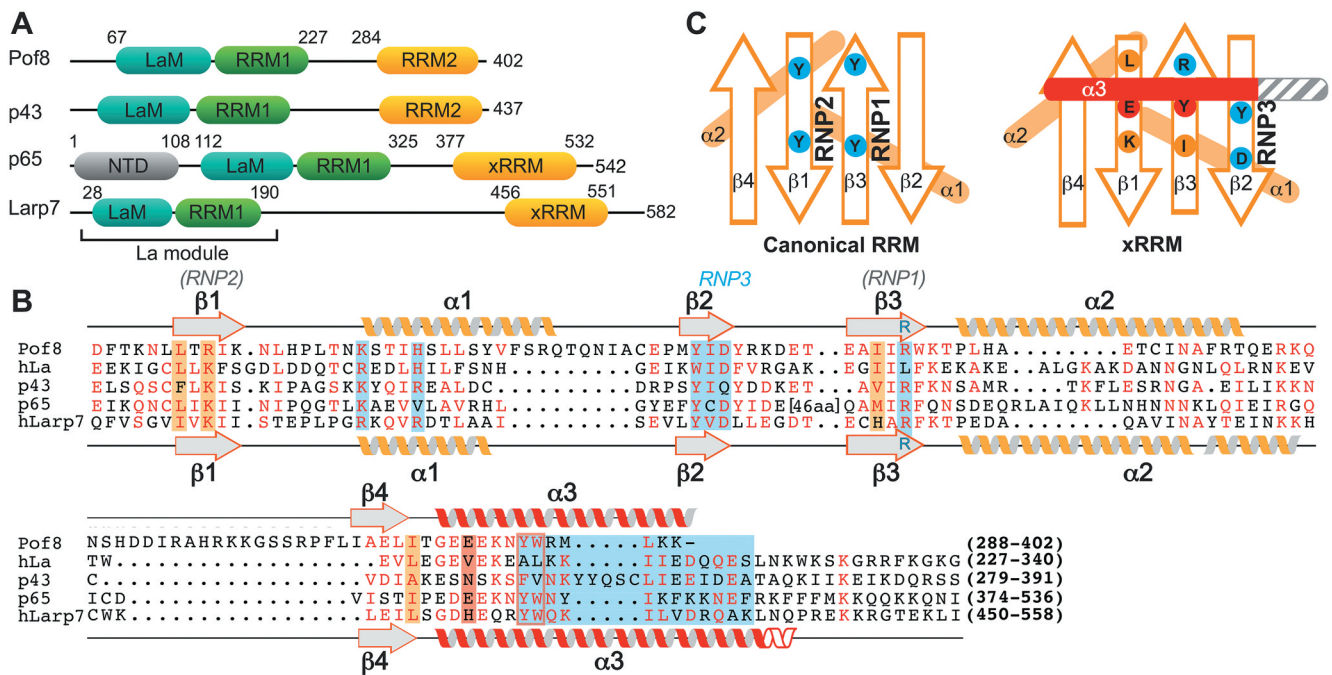 A
67 227 284
Pof8 LaM RRM1 RRM2 402
p43 LaM RRM1 RRM2 437
1 108 112 325 377 532
p65 NTD LaM RRM1 xRRM 542
28 190 456 551
Larp7 LaM RRM1 xRRM 582
La module
C
Y Y RNP2 RNP1
α2 Y Y
β4 β1 β3 β2 α1
Canonical RRM
L R
α3
α2 E Y Y RNP3
K I D
β4 β1 β3 β2 α1
xRRM
B
(RNP2) RNP3 (RNP1)
β1 α1 β2 β3 α2
R
Pof8 DFTKNLLTRIK.NLHPLTNKSTIHSLLSYVFSRQTQNIACEPMYIDYRKDET..EAIIRWKTPLHA........ETCINAFRTQERKQ
hLa EEKIGCLLKFSGDLDDQTCREDLHILFSNH.........GEIKWIDFVRGAK..EGIILFKEKAKE...ALGKAKDANNGNLQLRNKEV
p43 ELSQSCFLKIS.KIPAGSKKYQIREALDC..........DRPSYIQYDDKET..AVIRFKNSAMR....TKFLESRNGA.EILIKKN
p65 EIKQNCLIKII.NIPQGTLKAEVVLAVRHL.........GYEFYCDYIDE[46aa]QAMIRFQNSDEQRLAIQKLLNHNNNKLQIEIRGQ
hLarp7 QFVSGVIVKII.STEPLPGRKQVRDTLAAI.........SEVLYVDLLEGDT..ECHARFKTPEDA........QAVINAYTEINKKH
R
β1 α1 β2 β3 α2
β4 α3
Pof8 NSHDDIRAHRKKGSSRPFLIAELITGEEEKNYWRM.....LKK– (288-402)
hLa TW..................EVLEGEVEKEALKK.....IIEDQQESLNKWKSKGRRFKGKG (227-340)
p43 C...................VDIAKESNSKSFVNKYYQSCLIEEIDEATAQKIIKEIKDQRSS (279-391)
p65 ICD................VISTIPEDEEKNYWNY.....IKFKKNEFRKFFFMKKQQKKQNI (374-536)
hLarp7 CWK.................LEILSGDHEQRYWQK.....ILVDRQAKLNQPREKKRGTEKLI (450-558)
β4 α3